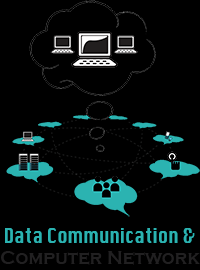 Data Communication &
Computer Network